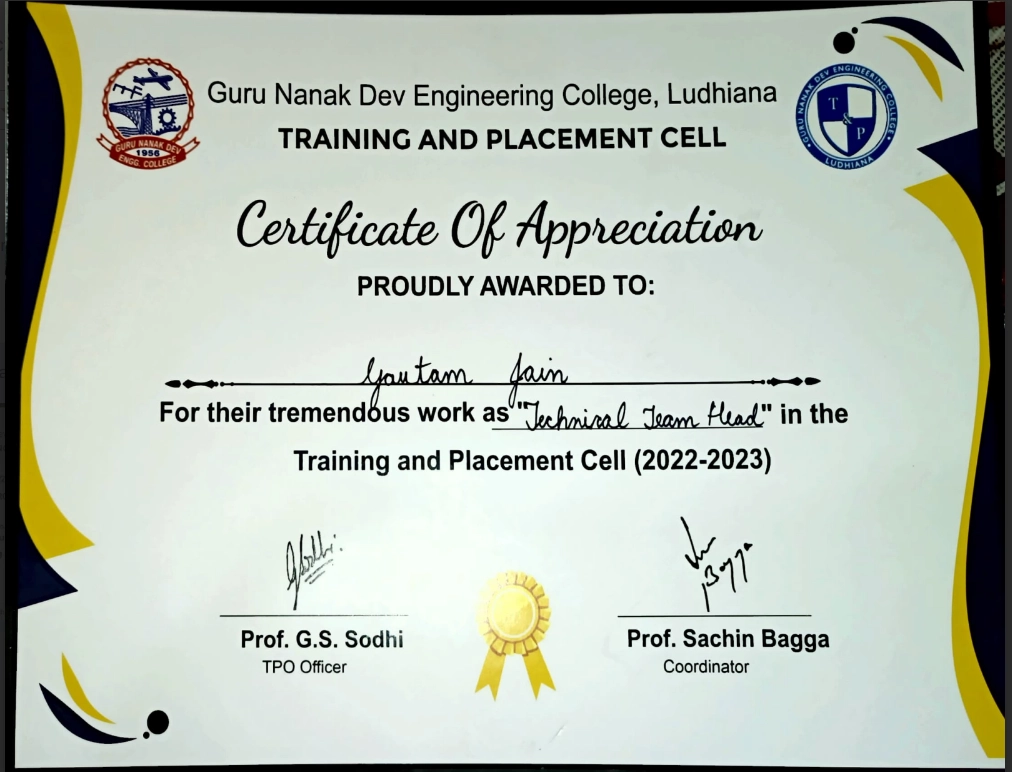 Guru Nanak Dev Engineering College, Ludhiana
TRAINING AND PLACEMENT CELL
GURU NANAK DEV
1956
ENGG. COLLEGE
GURU NANAK DEV ENGINEERING COLLEGE
T
&
P
LUDHIANA
Certificate Of Appreciation
PROUDLY AWARDED TO:
Gautam Jain
For their tremendous work as "Technical Team Head" in the
Training and Placement Cell (2022-2023)
GSodhi
Bagga
Prof. G.S. Sodhi
Prof. Sachin Bagga
TPO Officer
Coordinator